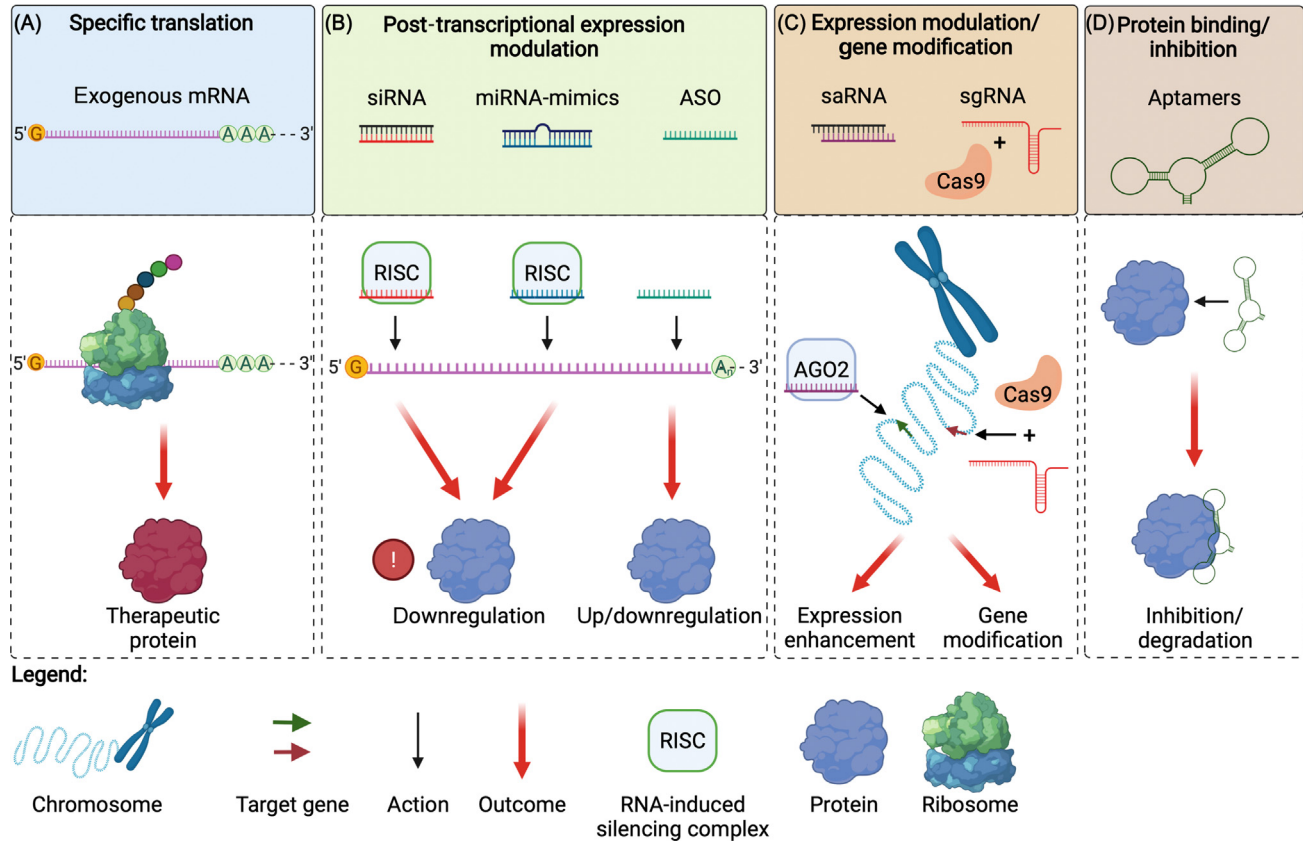 (A) Specific translation
Exogenous mRNA
5' G A A A --- 3'
5' G A A A --- 3'
Therapeutic
protein
(B) Post-transcriptional expression
modulation
siRNA miRNA-mimics ASO
RISC RISC
5' G An -- 3'
!
Downregulation Up/downregulation
(C) Expression modulation/
gene modification
saRNA sgRNA
+
Cas9
AGO2
Cas9
+
Expression
enhancement
Gene
modification
(D) Protein binding/
inhibition
Aptamers
Inhibition/
degradation
Legend:
RISC
Chromosome Target gene Action Outcome RNA-induced
silencing complex
Protein Ribosome